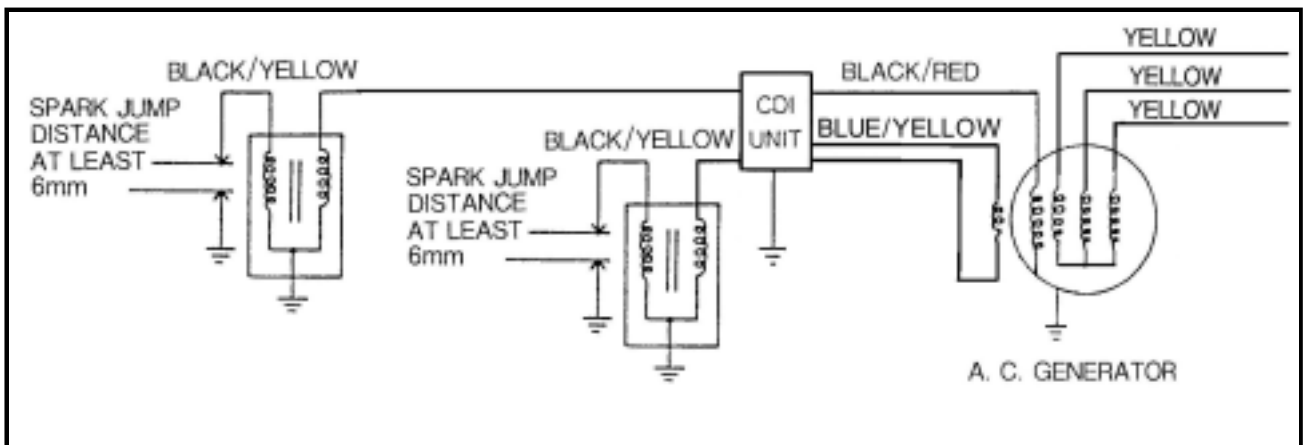 YELLOW
BLACK/YELLOW
BLACK/RED
YELLOW
SPARK JUMP
DISTANCE
AT LEAST
6mm
CDI
UNIT
YELLOW
BLUE/YELLOW
BLACK/YELLOW
SPARK JUMP
DISTANCE
AT LEAST
6mm
A. C. GENERATOR